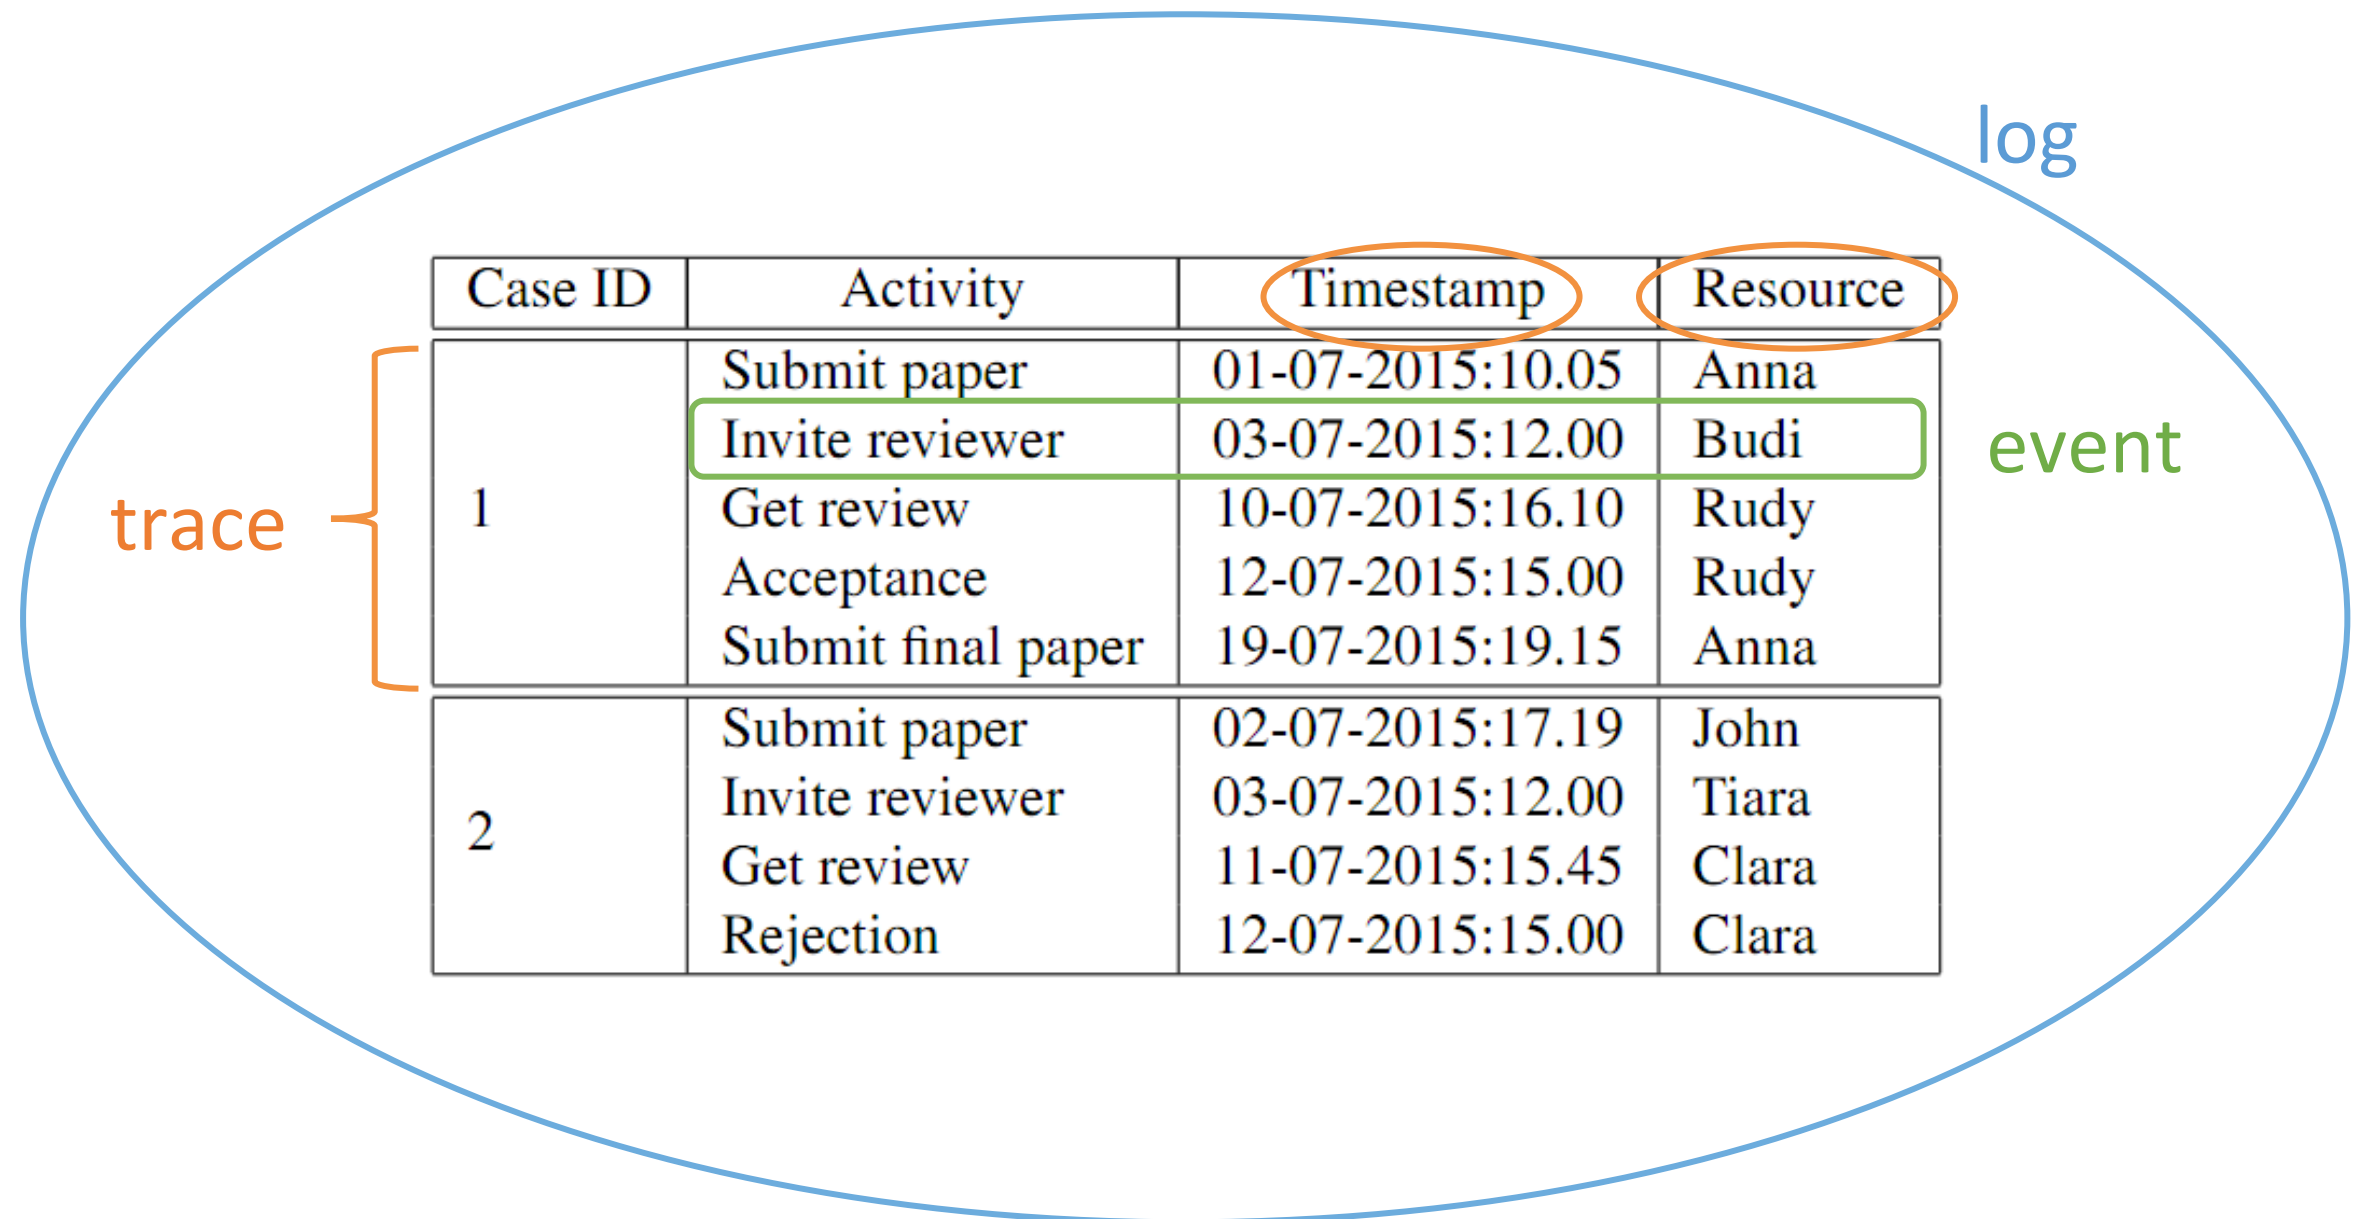 log
Case ID Activity Timestamp Resource
Submit paper 01-07-2015:10.05 Anna
Invite reviewer 03-07-2015:12.00 Budi
event
trace
1 Get review 10-07-2015:16.10 Rudy
Acceptance 12-07-2015:15.00 Rudy
Submit final paper 19-07-2015:19.15 Anna
Submit paper 02-07-2015:17.19 John
Invite reviewer 03-07-2015:12.00 Tiara
2
Get review 11-07-2015:15.45 Clara
Rejection 12-07-2015:15.00 Clara